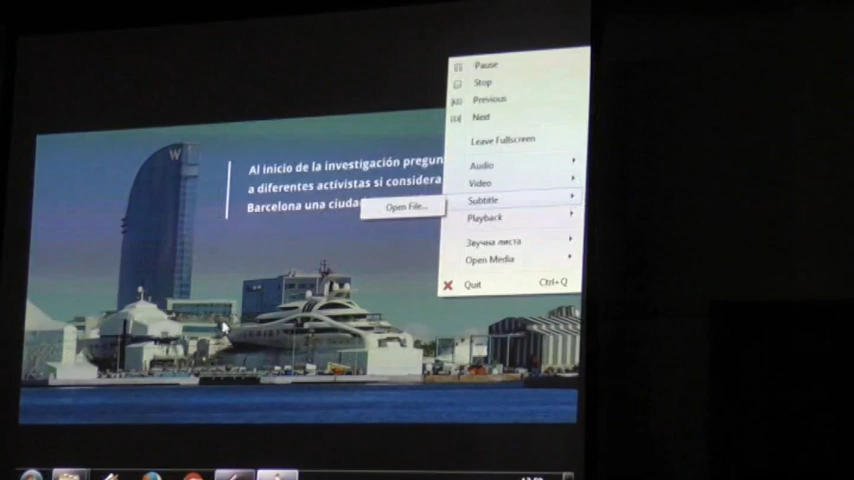 W
Al inicio de la investigación pregun
a diferentes activistas si considera
Barcelona una ciuda
Pause
Stop
Previous
Next
Leave Fullscreen
Audio
Video
Subtitle
Open File...
Playback
Звучна листа
Open Media
Quit Ctrl+Q